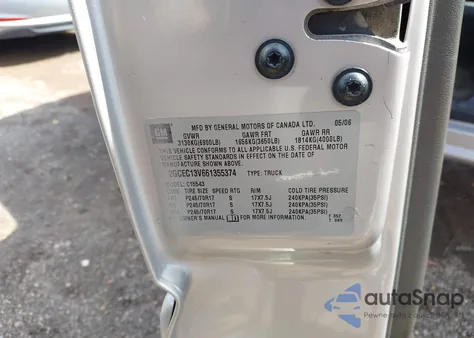 GM
MFD BY GENERAL MOTORS OF CANADA LTD. 05/06
GVWR GAWR FRT GAWR RR
3130KG(6900LB) 1656KG(3650LB) 1814KG(4000LB)
THIS VEHICLE CONFORMS TO ALL APPLICABLE U.S. FEDERAL MOTOR
VEHICLE SAFETY STANDARDS IN EFFECT ON THE DATE OF
MANUFACTURE SHOWN ABOVE.
2GCEC13V661355374 TYPE: TRUCK
C15543
TIRE SIZE SPEED RTG RIM COLD TIRE PRESSURE
P245/70R17 S 17X7.5J 240KPA(35PSI)
P245/70R17 S 17X7.5J 240KPA(35PSI)
P245/70R17 S 17X7.5J 240KPA(35PSI)
OWNER'S MANUAL FOR MORE INFORMATION.
autoSnap